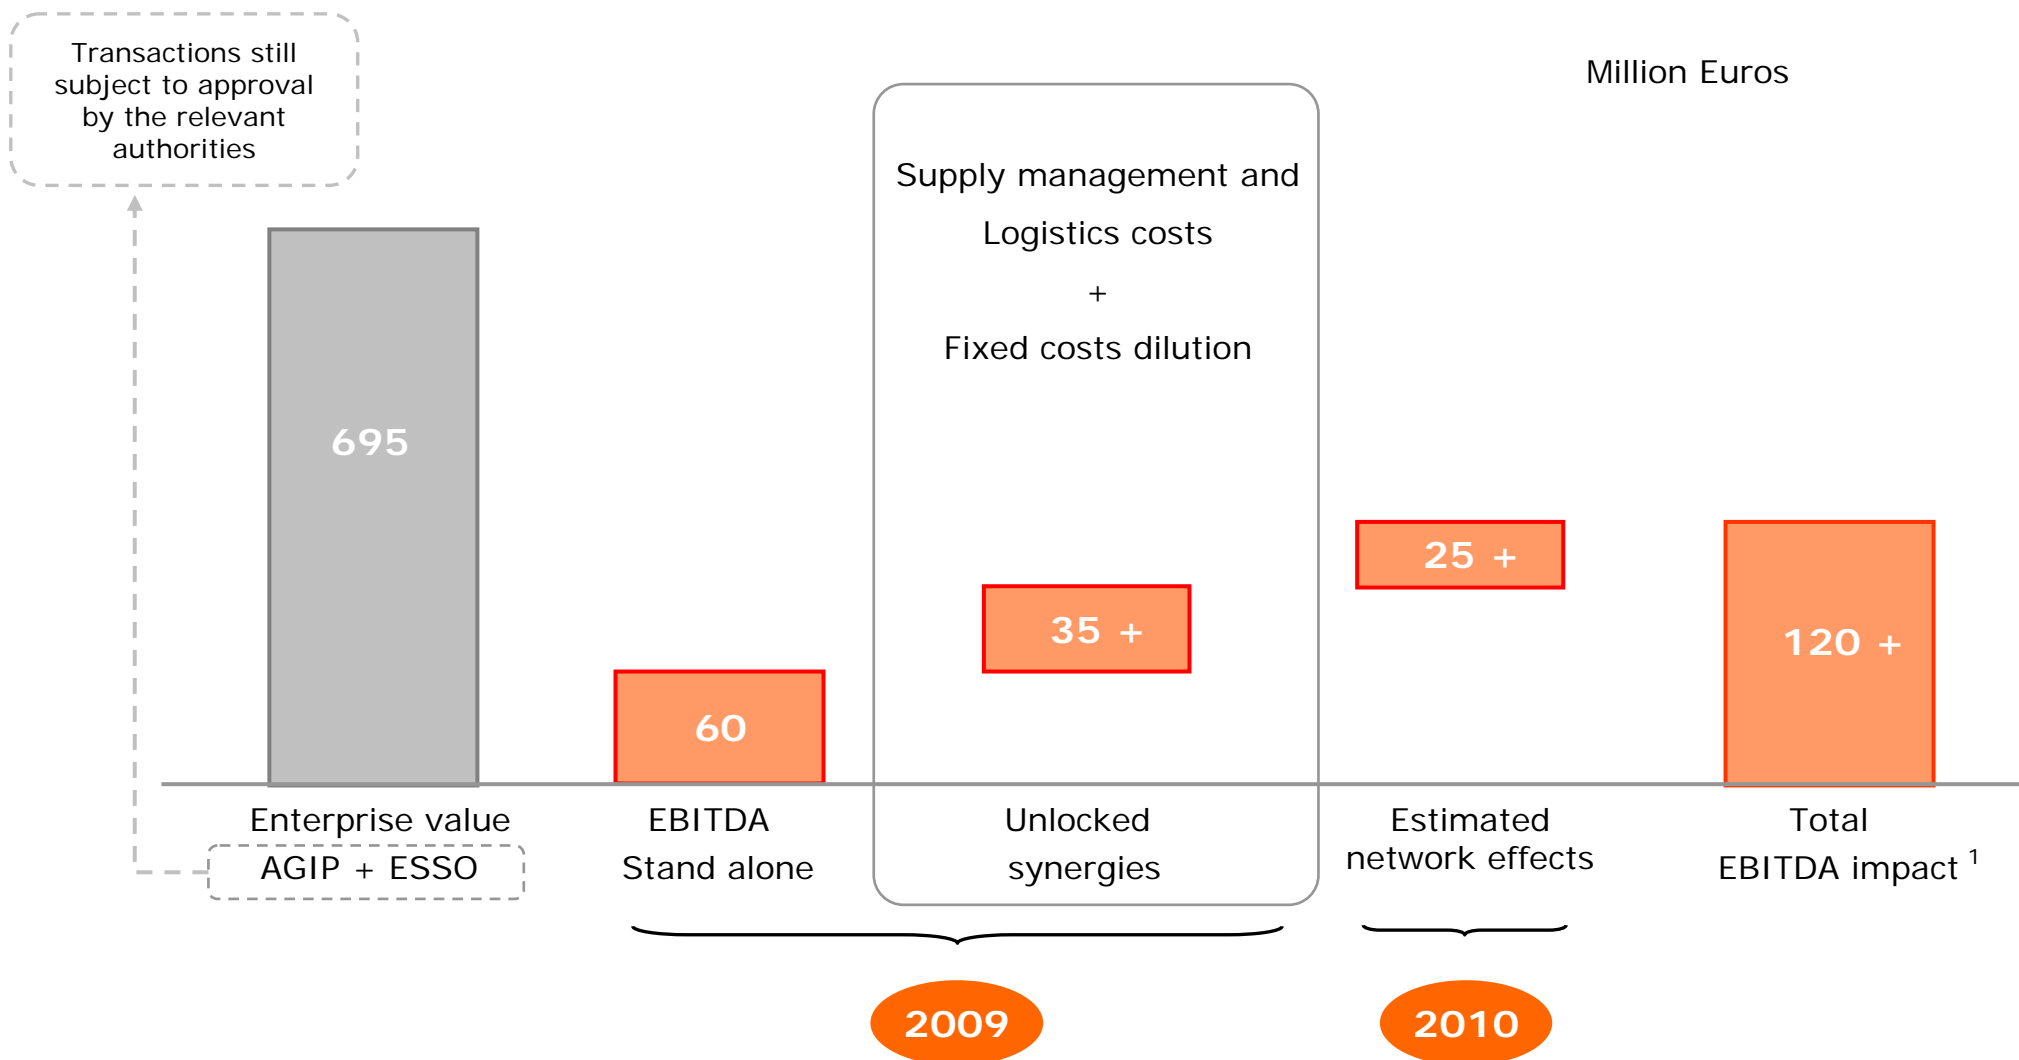 Transactions still
subject to approval
by the relevant
authorities
Million Euros
Supply management and
Logistics costs
+
Fixed costs dilution
695
60
35 +
25 +
120 +
Enterprise value
AGIP + ESSO
EBITDA
Stand alone
Unlocked
synergies
Estimated
network effects
Total
EBITDA impact 1
2009
2010